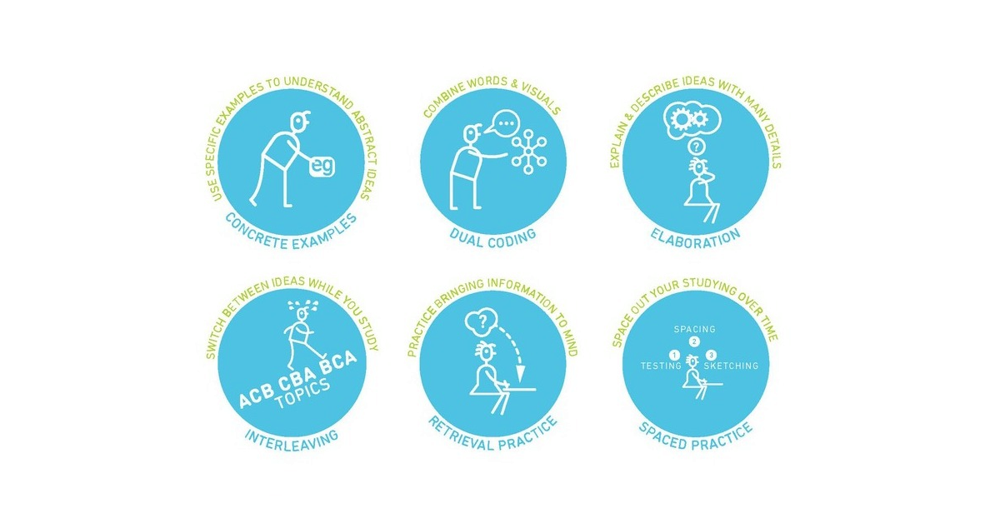 USE SPECIFIC EXAMPLES TO UNDERSTAND ABSTRACT IDEAS
eg
CONCRETE EXAMPLES
COMBINE WORDS & VISUALS
DUAL CODING
EXPLAIN & DESCRIBE IDEAS WITH MANY DETAILS
?
ELABORATION
SWITCH BETWEEN IDEAS WHILE YOU STUDY
ACB CBA BCA
TOPICS
INTERLEAVING
PRACTICE BRINGING INFORMATION TO MIND
?
RETRIEVAL PRACTICE
SPACE OUT YOUR STUDYING OVER TIME
SPACING
2
1 3
TESTING SKETCHING
SPACED PRACTICE